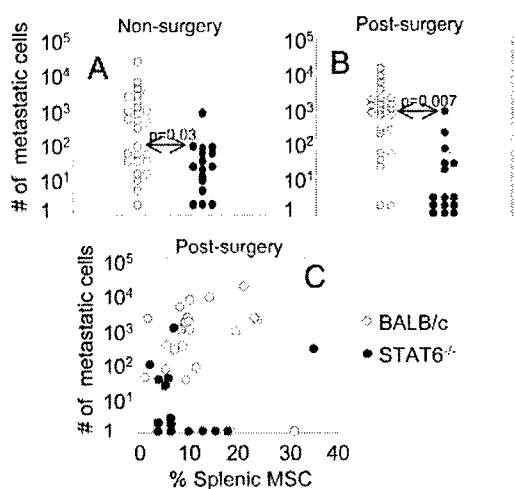 Non-surgery
Post-surgery
A
B
# of metastatic cells
10⁵
10⁴
10³
10²
10¹
1
p=0.03
10⁵
10⁴
10³
10²
10¹
1
p=0.007
Post-surgery
C
# of metastatic cells
10⁵
10⁴
10³
10²
10¹
1
0 10 20 30 40
% Splenic MSC
BALB/c
STAT6⁻/⁻